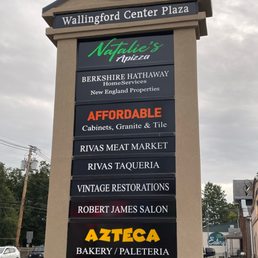 Wallingford Center Plaza
Natalie's
Apizza
BERKSHIRE HATHAWAY
HomeServices
New England Properties
AFFORDABLE
Cabinets, Granite & Tile
RIVAS MEAT MARKET
RIVAS TAQUERIA
VINTAGE RESTORATIONS
ROBERT JAMES SALON
AZTECA
BAKERY / PALETERIA